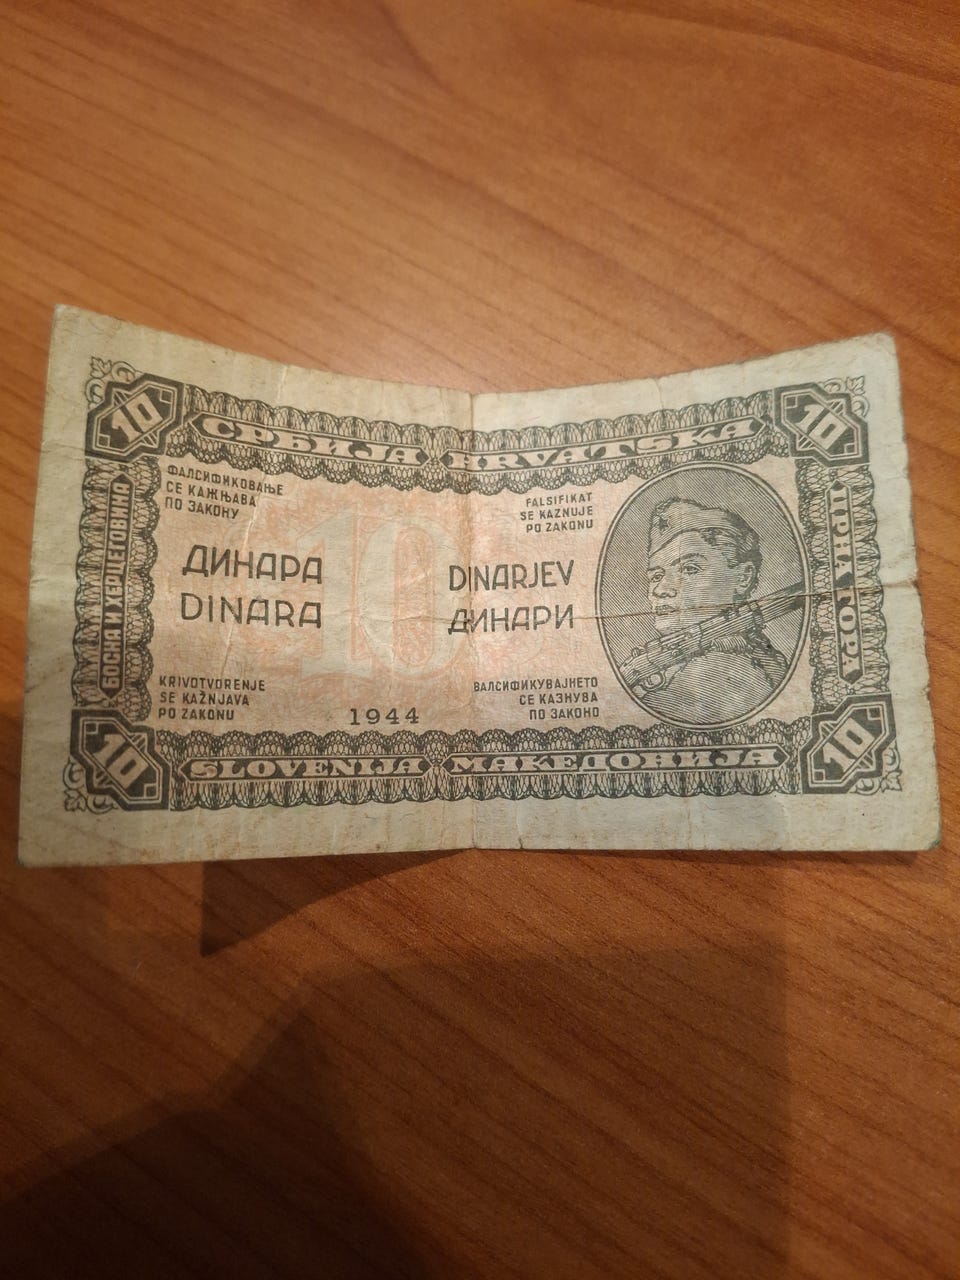 10
10
СРБИЈА HRVATSKA
ФАЛСИФИКОВАЊЕ
СЕ КАЖЊАВА
ПО ЗАКОНУ
FALSIFIKAT
SE KAZNUJE
PO ZAKONU
БОСНА И ХЕРЦЕГОВИНА
10
ДИНАРА
DINARA
DINARJEV
ДИНАРИ
ЦРНА ГОРА
KRIVOTVORENJE
SE KAŽNJAVA
PO ZAKONU
1944
ВАЛСИФИКУВАЈНЕТО
СЕ КАЗНУВА
ПО ЗАКОНО
10
10
SLOVENIJA МАКЕДОНИЈА